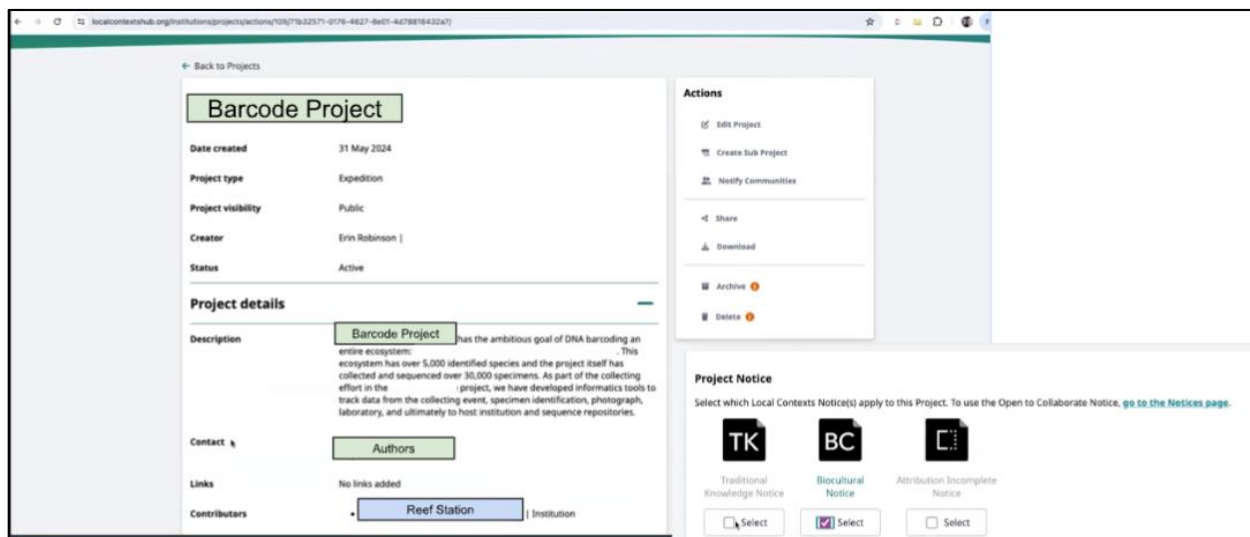 localcontextshub.org/institutions/projects/actions/109/71b32571-0176-4627-8e01-4d78818432a7/
← Back to Projects
Barcode Project
Date created 31 May 2024
Project type Expedition
Project visibility Public
Creator Erin Robinson |
Status Active
Project details
Description Barcode Project has the ambitious goal of DNA barcoding an
entire ecosystem: . This
ecosystem has over 5,000 identified species and the project itself has
collected and sequenced over 30,000 specimens. As part of the collecting
effort in the project, we have developed informatics tools to
track data from the collecting event, specimen identification, photograph,
laboratory, and ultimately to host institution and sequence repositories.
Contact Authors
Links No links added
Contributors • Reef Station | Institution
Actions
Edit Project
Create Sub Project
Notify Communities
Share
Download
Archive
Delete
Project Notice
Select which Local Contexts Notice(s) apply to this Project. To use the Open to Collaborate Notice, go to the Notices page.
TK BC
Traditional Knowledge Notice
Biocultural Notice
Attribution Incomplete Notice
Select Select Select